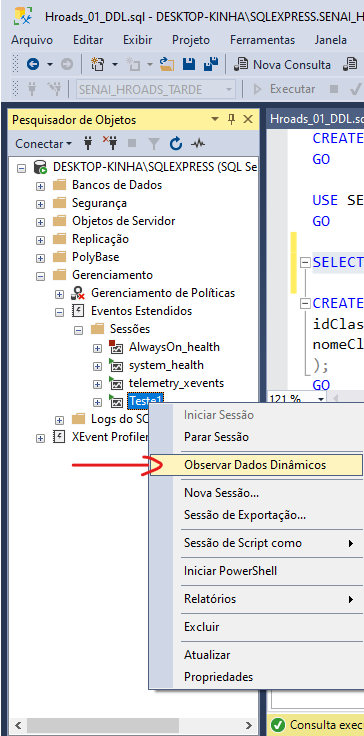 Hroads_01_DDL.sql - DESKTOP-KINHA\SQLEXPRESS.SENAI_H
Arquivo Editar Exibir Projeto Ferramentas Janela
Nova Consulta
SENAI_HROADS_TARDE Executar
Pesquisador de Objetos
Conectar
DESKTOP-KINHA\SQLEXPRESS (SQL Se
Bancos de Dados
Segurança
Objetos de Servidor
Replicação
PolyBase
Gerenciamento
Gerenciamento de Políticas
Eventos Estendidos
Sessões
AlwaysOn_health
system_health
telemetry_xevents
Teste1
Logs do SC
XEvent Profiler
Hroads_01_DDL.sq
CREATE
GO
USE SE
GO
SELECT
CREATE
idClas
nomeCl
);
GO
121 %
Iniciar Sessão
Parar Sessão
Observar Dados Dinâmicos
Nova Sessão...
Sessão de Exportação...
Sessão de Script como
Iniciar PowerShell
Relatórios
Excluir
Atualizar
Propriedades
Consulta exec